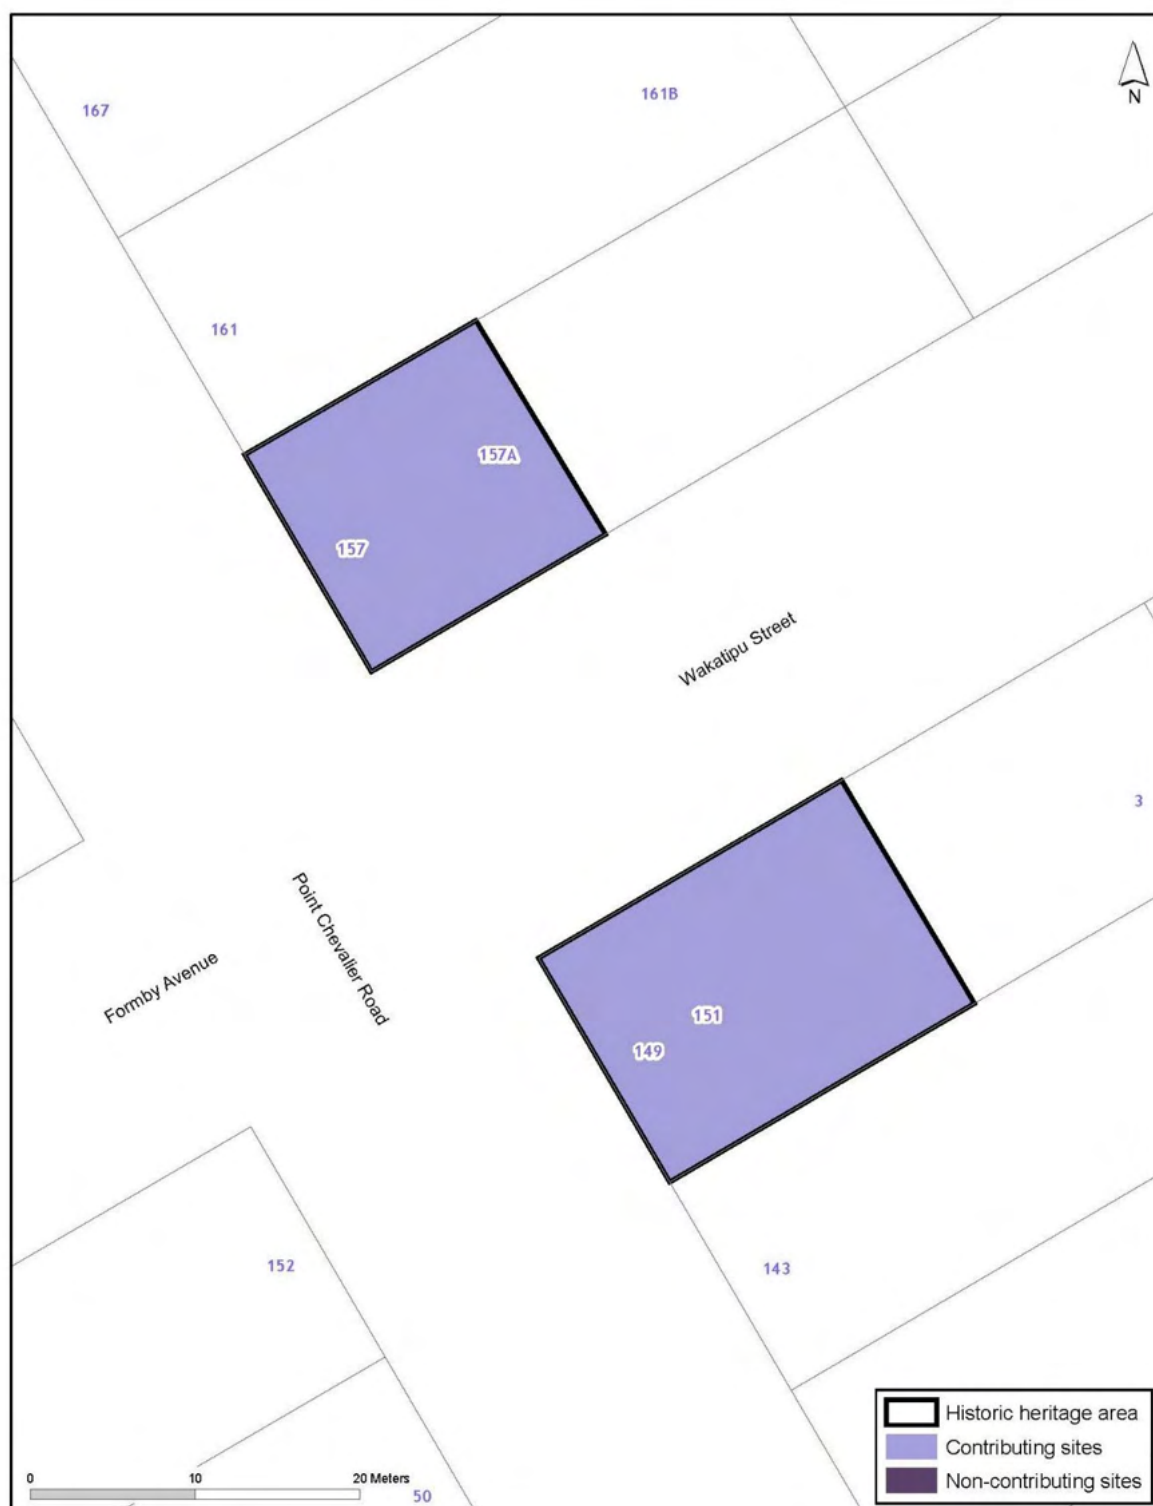 167
161B
N
161
157A
157
Wakatipu Street
3
Point Chevalier Road
Formby Avenue
151
149
152
143
Historic heritage area
Contributing sites
Non-contributing sites
0 10 20 Meters
50